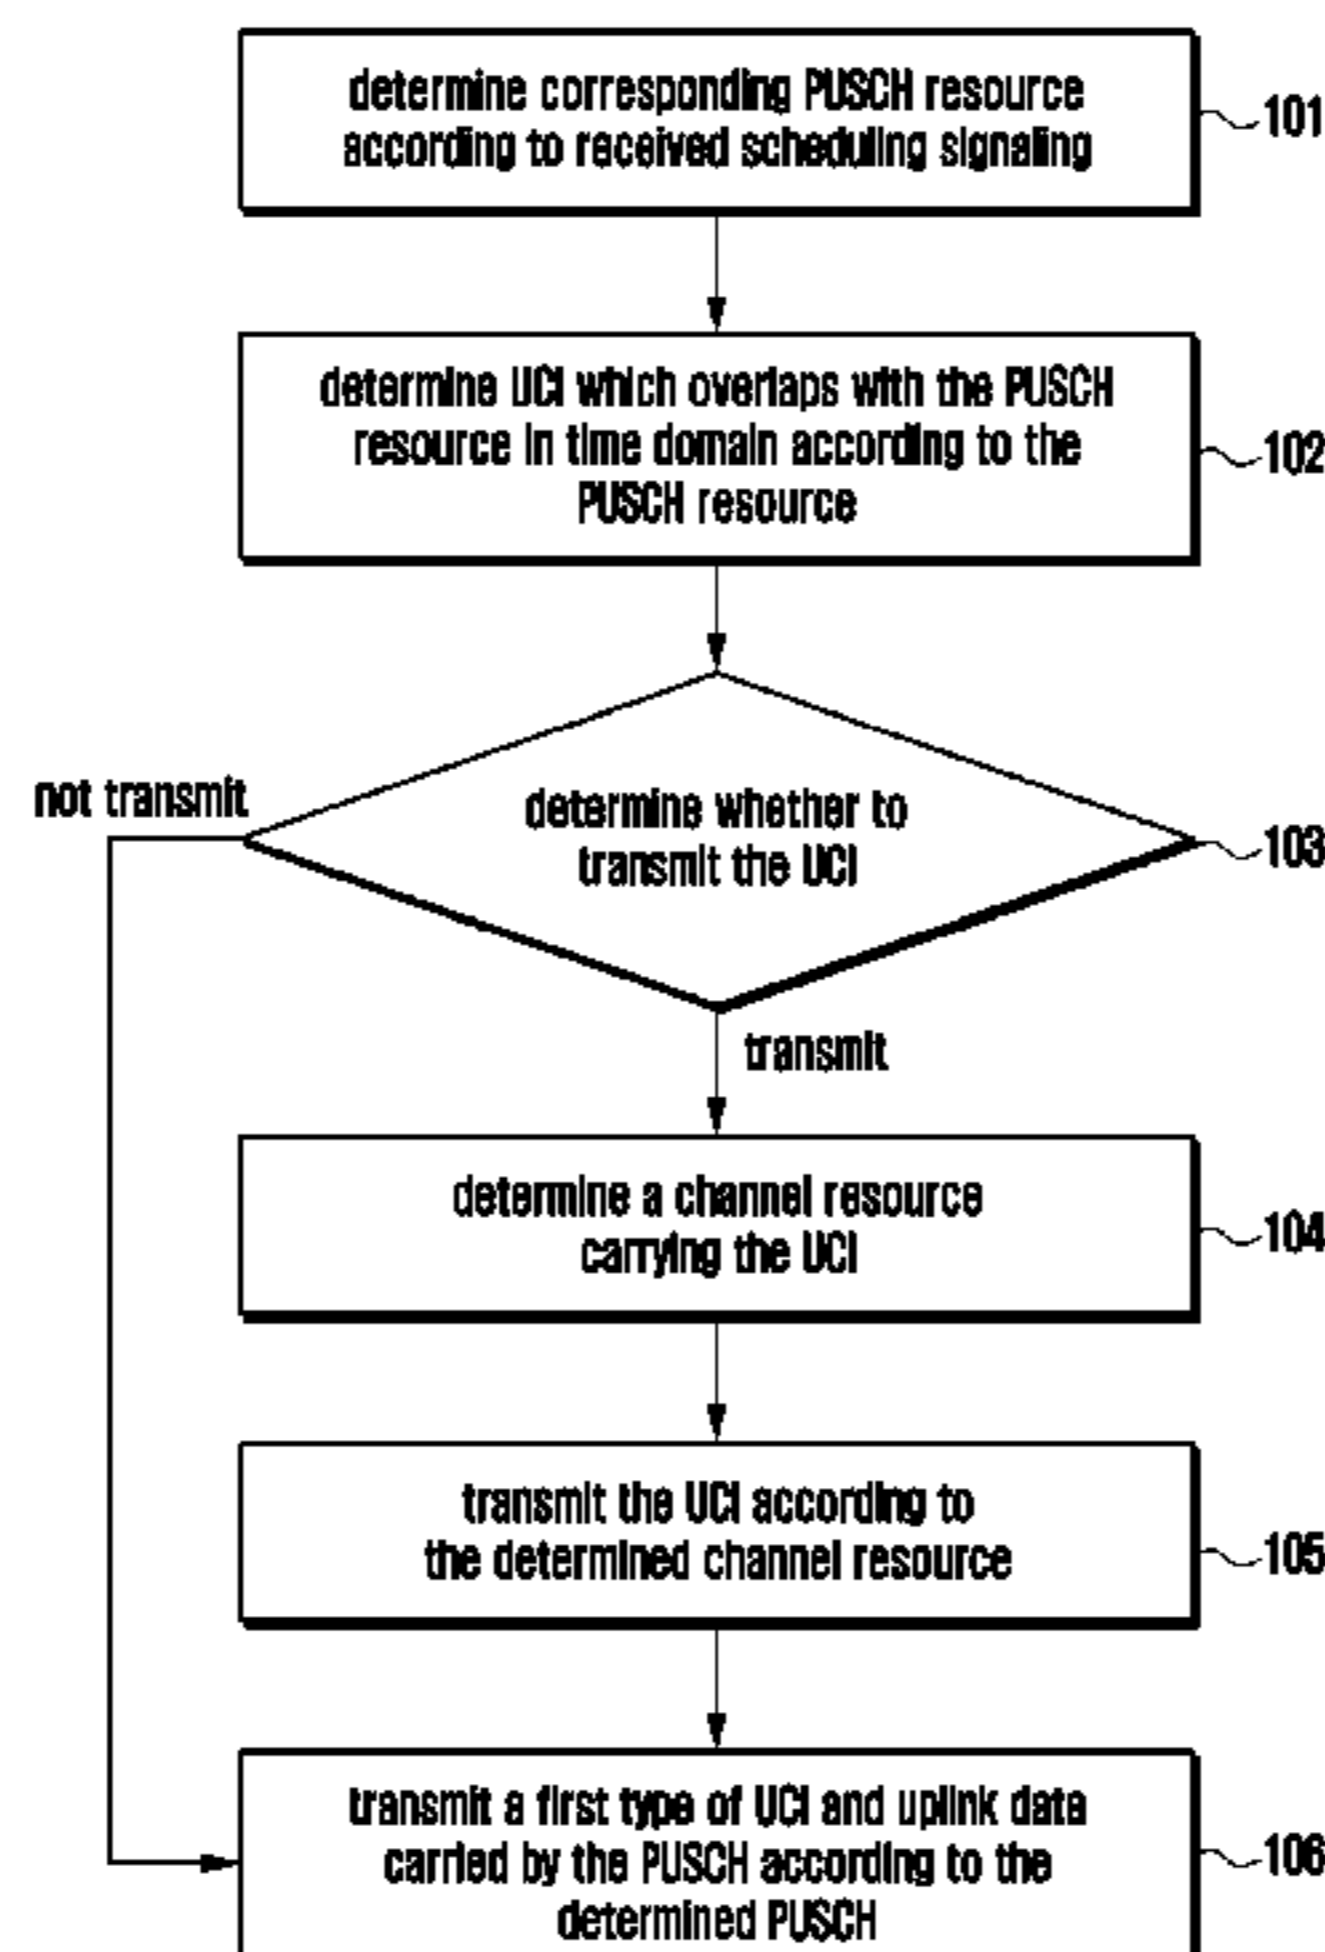 determine corresponding PUSCH resource
according to received scheduling signaling
101
determine UCI which overlaps with the PUSCH
resource in time domain according to the
PUSCH resource
102
not transmit
determine whether to
transmit the UCI
103
transmit
determine a channel resource
carrying the UCI
104
transmit the UCI according to
the determined channel resource
105
transmit a first type of UCI and uplink data
carried by the PUSCH according to the
determined PUSCH
106